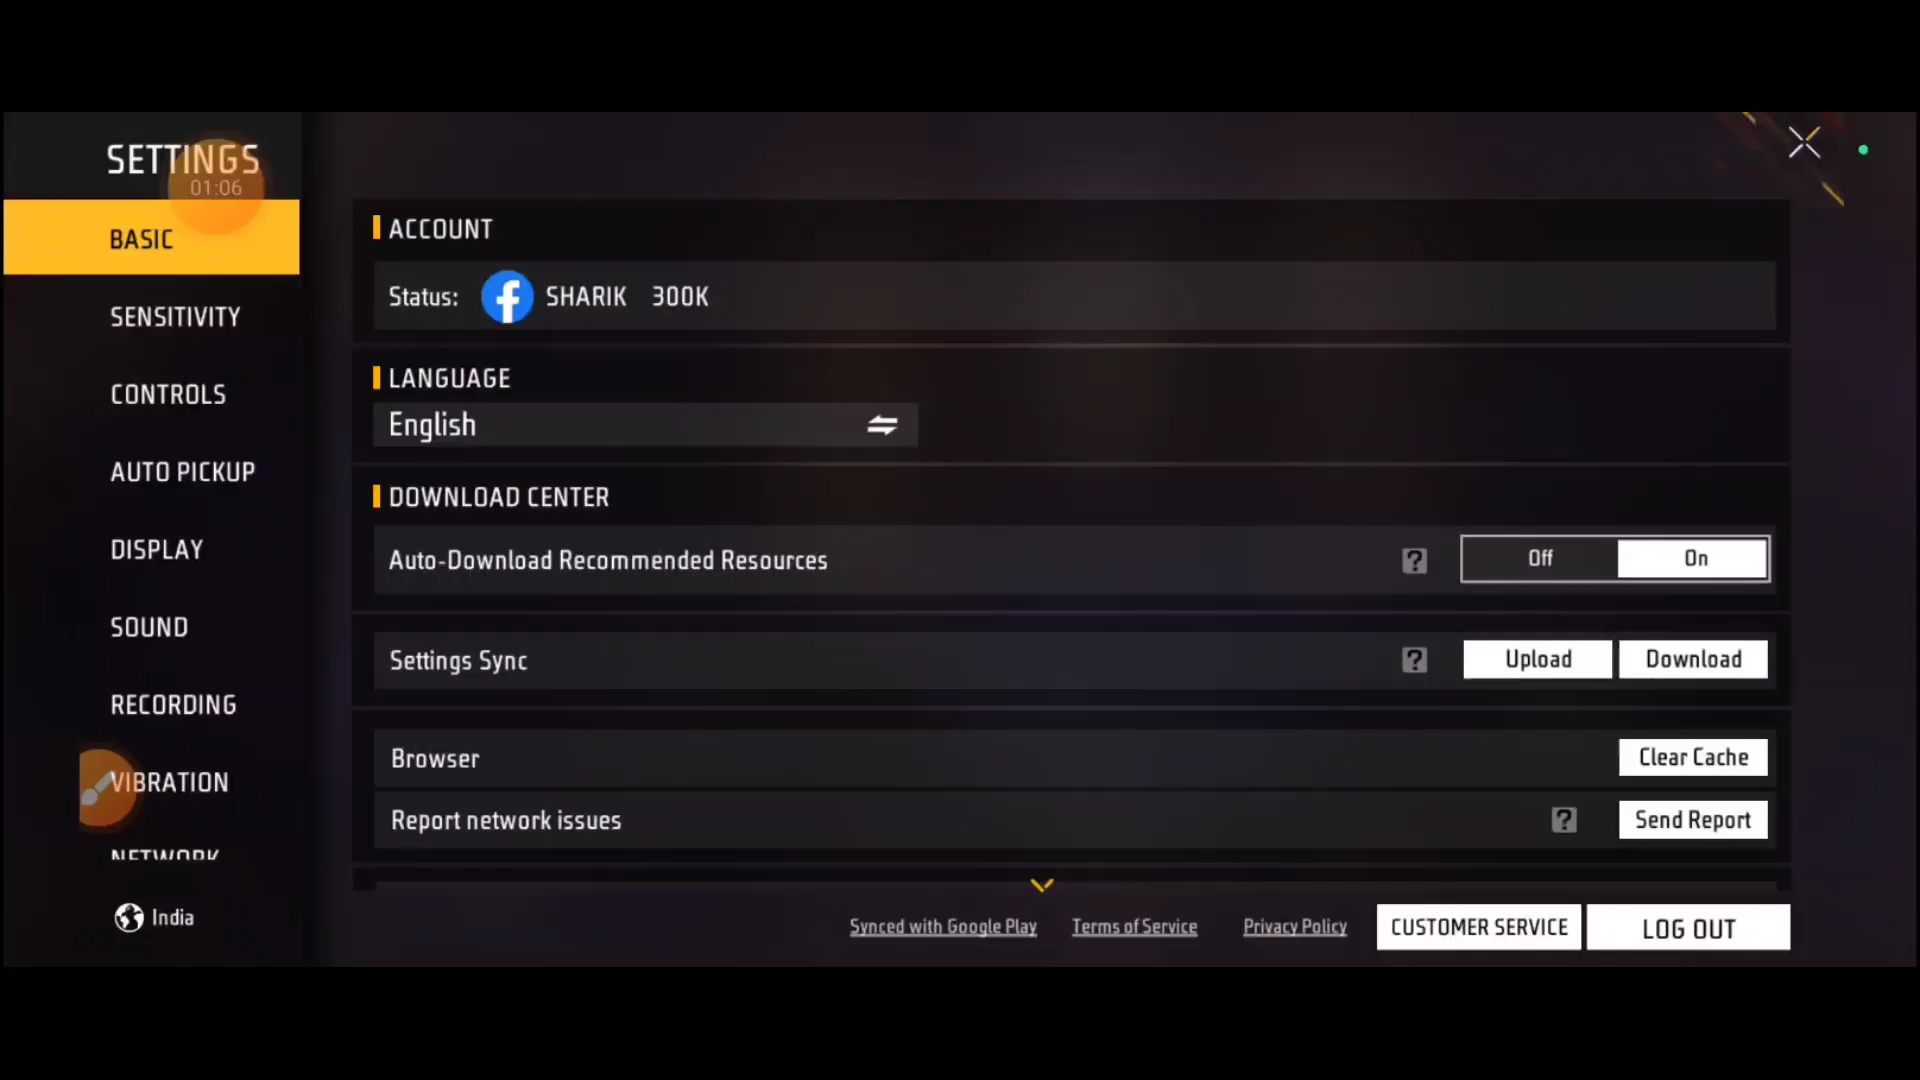 SETTINGS
01:06
BASIC
SENSITIVITY
CONTROLS
AUTO PICKUP
DISPLAY
SOUND
RECORDING
VIBRATION
NETWORK
India
ACCOUNT
Status: SHARIK 300K
LANGUAGE
English
DOWNLOAD CENTER
Auto-Download Recommended Resources ? Off On
Settings Sync ? Upload Download
Browser Clear Cache
Report network issues ? Send Report
Synced with Google Play Terms of Service Privacy Policy CUSTOMER SERVICE LOG OUT